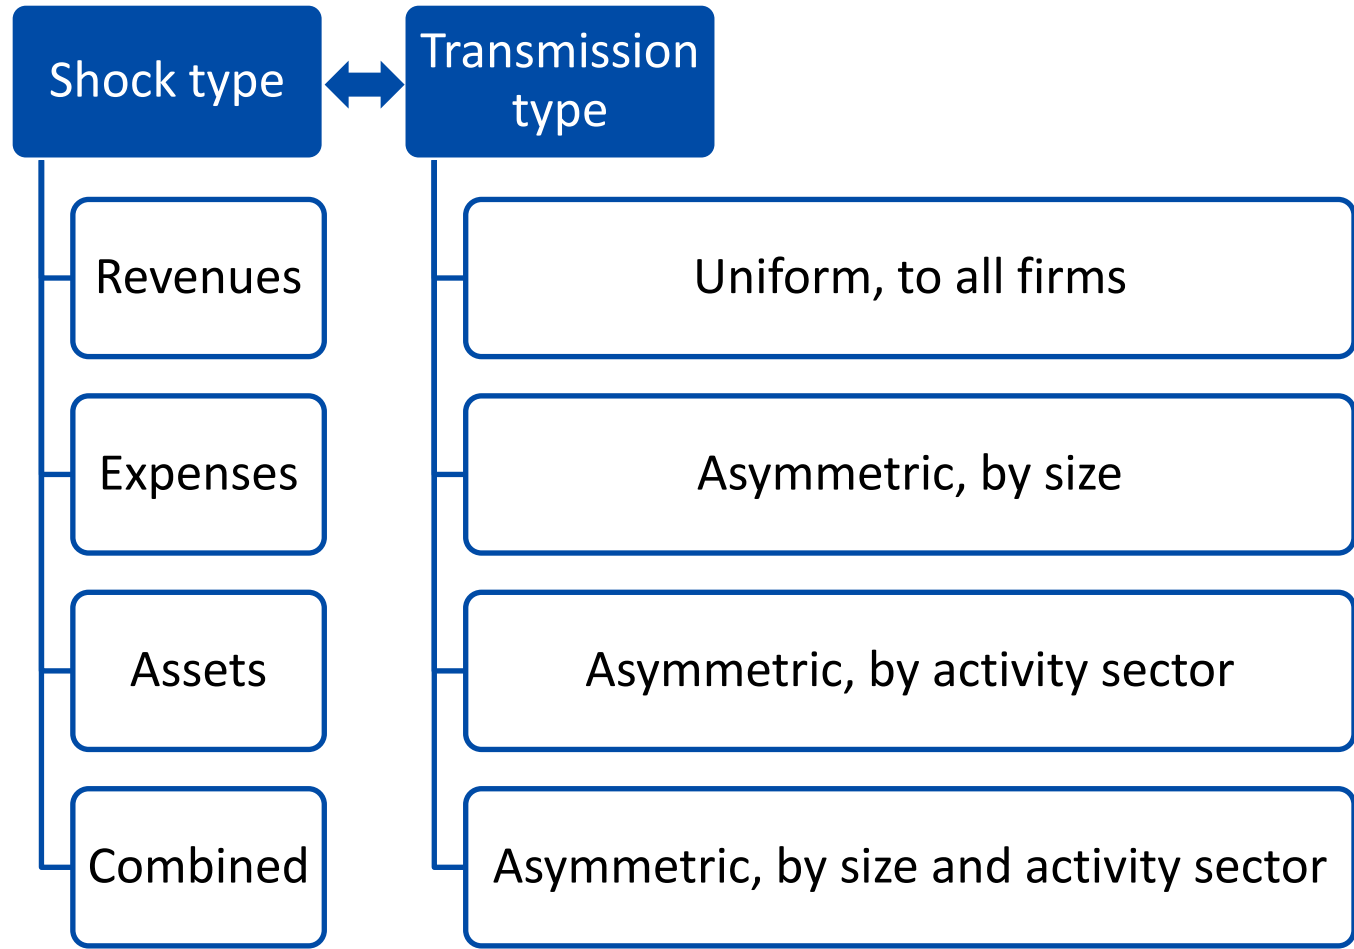 Shock type
Transmission
type
Revenues
Uniform, to all firms
Expenses
Asymmetric, by size
Assets
Asymmetric, by activity sector
Combined
Asymmetric, by size and activity sector